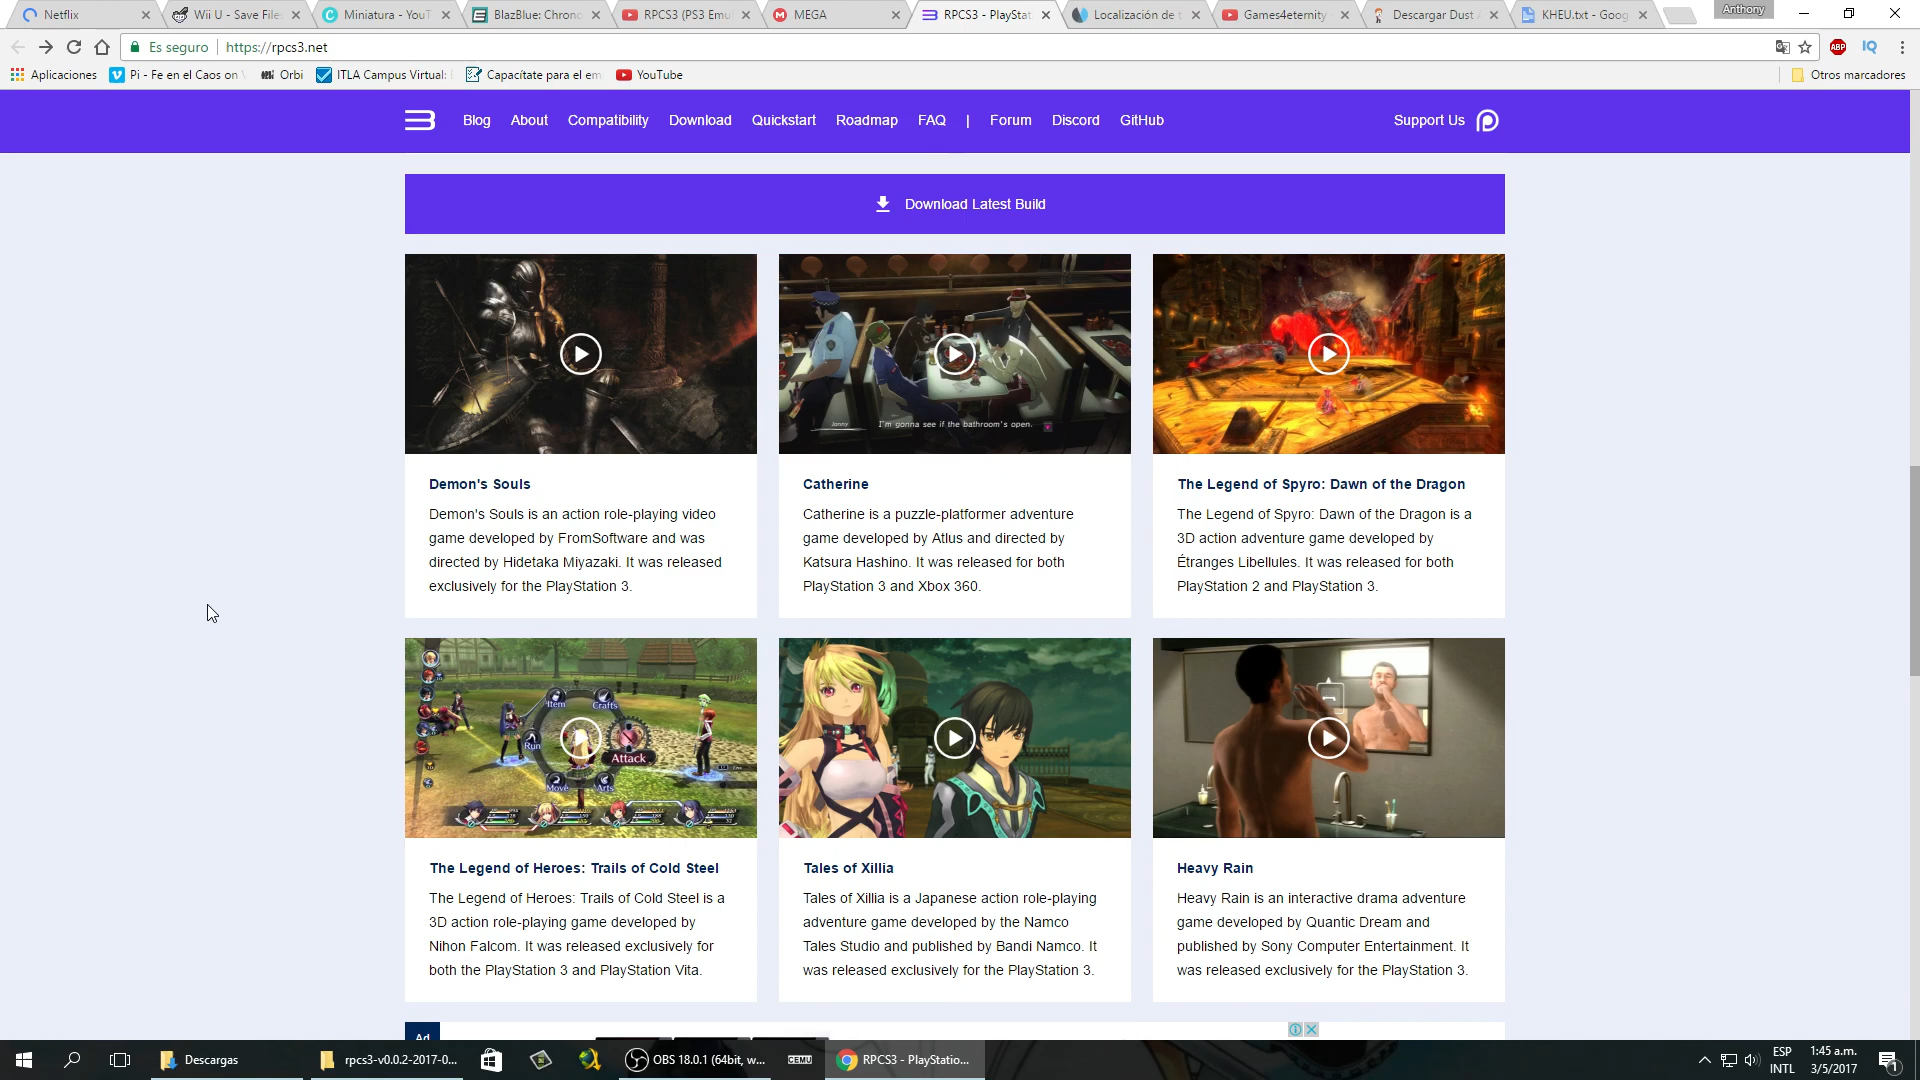 Netflix
Wii U - Save File
Miniatura - YouT
BlazBlue: Chrono
RPCS3 (PS3 Emul
MEGA
RPCS3 - PlayStat
Localización de t
Games4eternity
Descargar Dust
KHEU.txt - Goog
Anthony
Es seguro
https://rpcs3.net
ABP
IQ
Aplicaciones
Pi - Fe en el Caos on
Orbi
ITLA Campus Virtual:
Capacítate para el em
YouTube
Otros marcadores
Blog
About
Compatibility
Download
Quickstart
Roadmap
FAQ
|
Forum
Discord
GitHub
Support Us
Download Latest Build
Jonny
I'm gonna see if the bathroom's open.
Demon's Souls
Demon's Souls is an action role-playing video
game developed by FromSoftware and was
directed by Hidetaka Miyazaki. It was released
exclusively for the PlayStation 3.
Catherine
Catherine is a puzzle-platformer adventure
game developed by Atlus and directed by
Katsura Hashino. It was released for both
PlayStation 3 and Xbox 360.
The Legend of Spyro: Dawn of the Dragon
The Legend of Spyro: Dawn of the Dragon is a
3D action adventure game developed by
Étranges Libellules. It was released for both
PlayStation 2 and PlayStation 3.
Item
Crafts
Run
Attack
Move
Arts
The Legend of Heroes: Trails of Cold Steel
The Legend of Heroes: Trails of Cold Steel is a
3D action role-playing game developed by
Nihon Falcom. It was released exclusively for
both the PlayStation 3 and PlayStation Vita.
Tales of Xillia
Tales of Xillia is a Japanese action role-playing
adventure game developed by the Namco
Tales Studio and published by Bandi Namco. It
was released exclusively for the PlayStation 3.
Heavy Rain
Heavy Rain is an interactive drama adventure
game developed by Quantic Dream and
published by Sony Computer Entertainment. It
was released exclusively for the PlayStation 3.
Ad
Descargas
rpcs3-v0.0.2-2017-0...
OBS 18.0.1 (64bit, w...
CEMU
RPCS3 - PlayStatio...
ESP
INTL
1:45 a.m.
3/5/2017
1